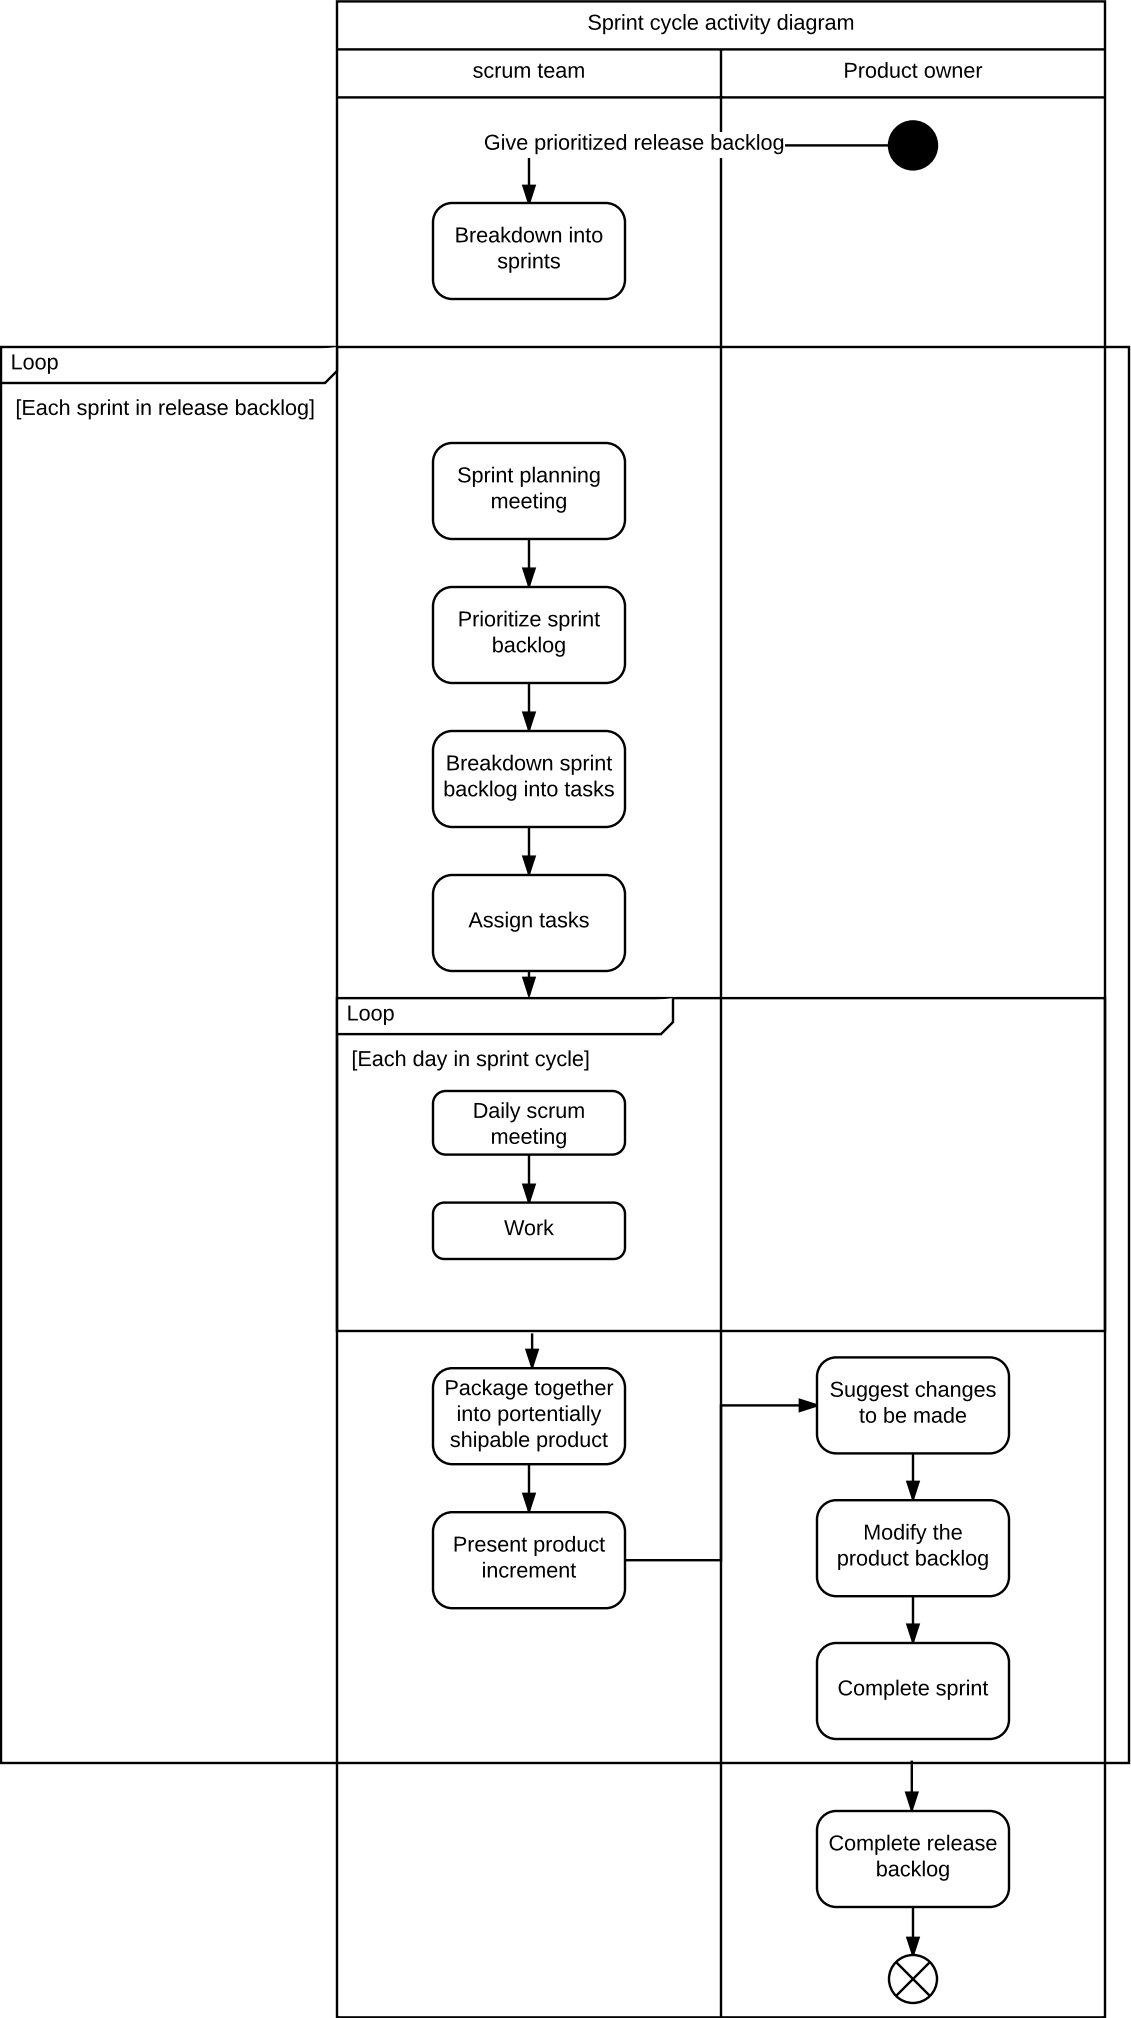 Sprint cycle activity diagram
scrum team
Product owner
Give prioritized release backlog
Breakdown into
sprints
Loop
[Each sprint in release backlog]
Sprint planning
meeting
Prioritize sprint
backlog
Breakdown sprint
backlog into tasks
Assign tasks
Loop
[Each day in sprint cycle]
Daily scrum
meeting
Work
Package together
into portentially
shipable product
Present product
increment
Suggest changes
to be made
Modify the
product backlog
Complete sprint
Complete release
backlog